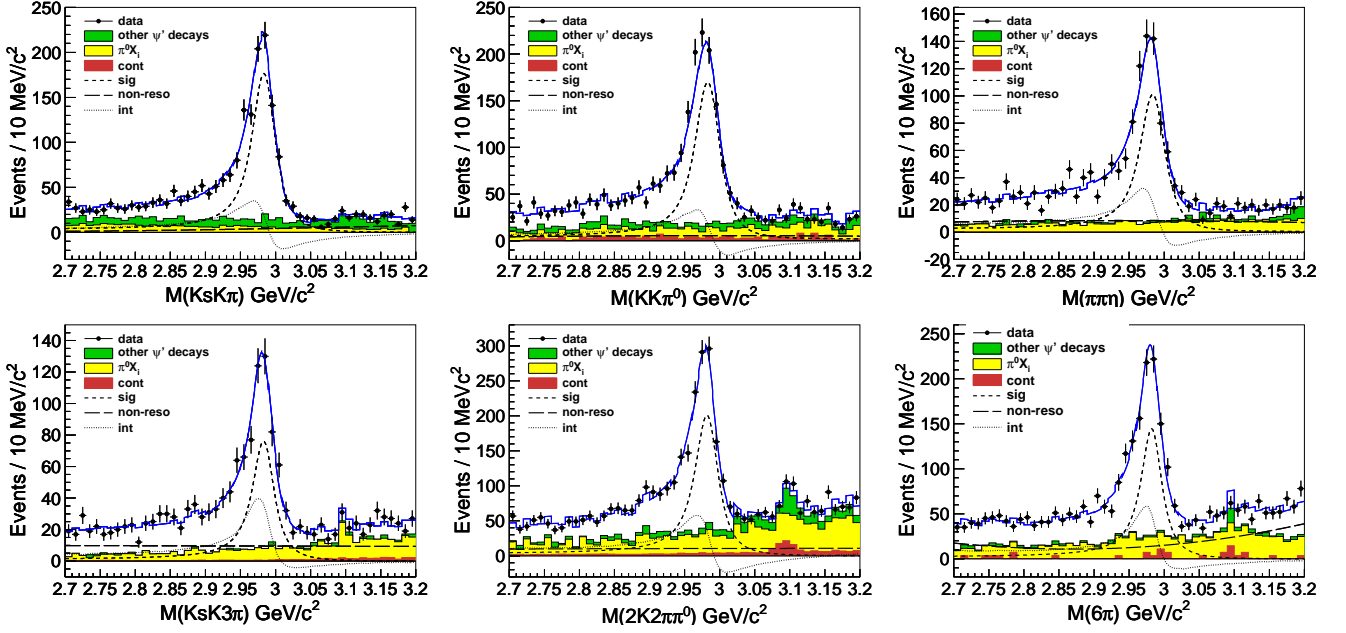 Events / 10 MeV/c²
250
200
150
100
50
0
data
other ψ' decays
π⁰Xᵢ
cont
sig
non-reso
int
2.7 2.75 2.8 2.85 2.9 2.95 3 3.05 3.1 3.15 3.2
M(KsKπ) GeV/c²
Events / 10 MeV/c²
250
200
150
100
50
0
data
other ψ' decays
π⁰Xᵢ
cont
sig
non-reso
int
2.7 2.75 2.8 2.85 2.9 2.95 3 3.05 3.1 3.15 3.2
M(KKπ⁰) GeV/c²
Events / 10 MeV/c²
160
140
120
100
80
60
40
20
0
-20
data
other ψ' decays
π⁰Xᵢ
cont
sig
non-reso
int
2.7 2.75 2.8 2.85 2.9 2.95 3 3.05 3.1 3.15 3.2
M(ππη) GeV/c²
Events / 10 MeV/c²
140
120
100
80
60
40
20
0
data
other ψ' decays
π⁰Xᵢ
cont
sig
non-reso
int
2.7 2.75 2.8 2.85 2.9 2.95 3 3.05 3.1 3.15 3.2
M(KsK3π) GeV/c²
Events / 10 MeV/c²
300
250
200
150
100
50
0
data
other ψ' decays
π⁰Xᵢ
cont
sig
non-reso
int
2.7 2.75 2.8 2.85 2.9 2.95 3 3.05 3.1 3.15 3.2
M(2K2ππ⁰) GeV/c²
Events / 10 MeV/c²
250
200
150
100
50
0
data
other ψ' decays
π⁰Xᵢ
cont
sig
non-reso
int
2.7 2.75 2.8 2.85 2.9 2.95 3 3.05 3.1 3.15 3.2
M(6π) GeV/c²